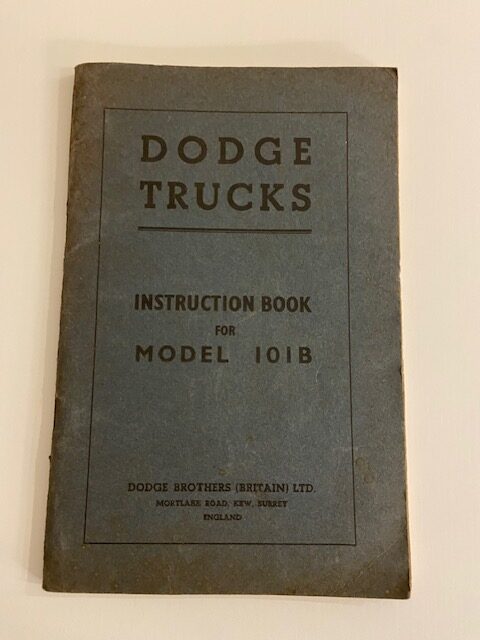 DODGE
TRUCKS
INSTRUCTION BOOK
FOR
MODEL 101B
DODGE BROTHERS (BRITAIN) LTD.
MORTLAKE ROAD, KEW, SURREY
ENGLAND